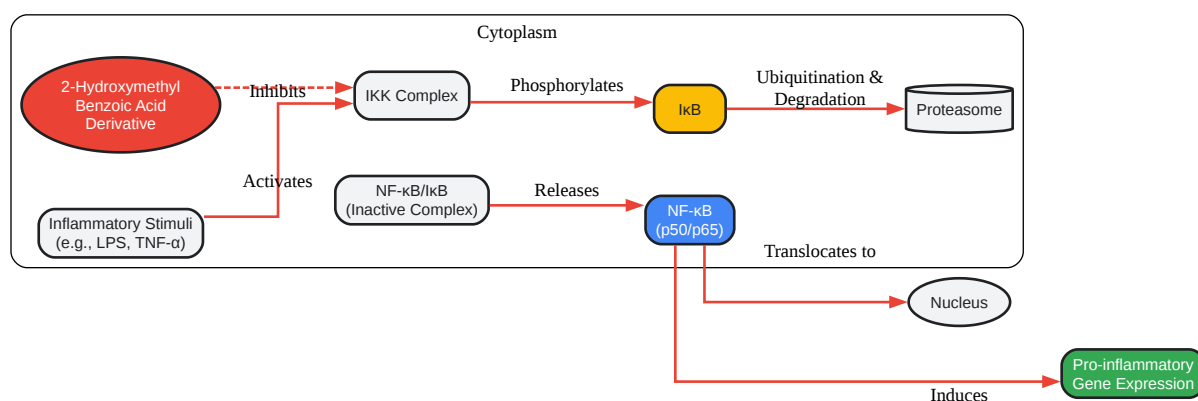 Cytoplasm
2-Hydroxymethyl
Benzoic Acid
Derivative
Inhibits
IKK Complex
Phosphorylates
IκB
Ubiquitination &
Degradation
Proteasome
Activates
Inflammatory Stimuli
(e.g., LPS, TNF-α)
NF-κB/IκB
(Inactive Complex)
Releases
NF-κB
(p50/p65)
Translocates to
Nucleus
Induces
Pro-inflammatory
Gene Expression